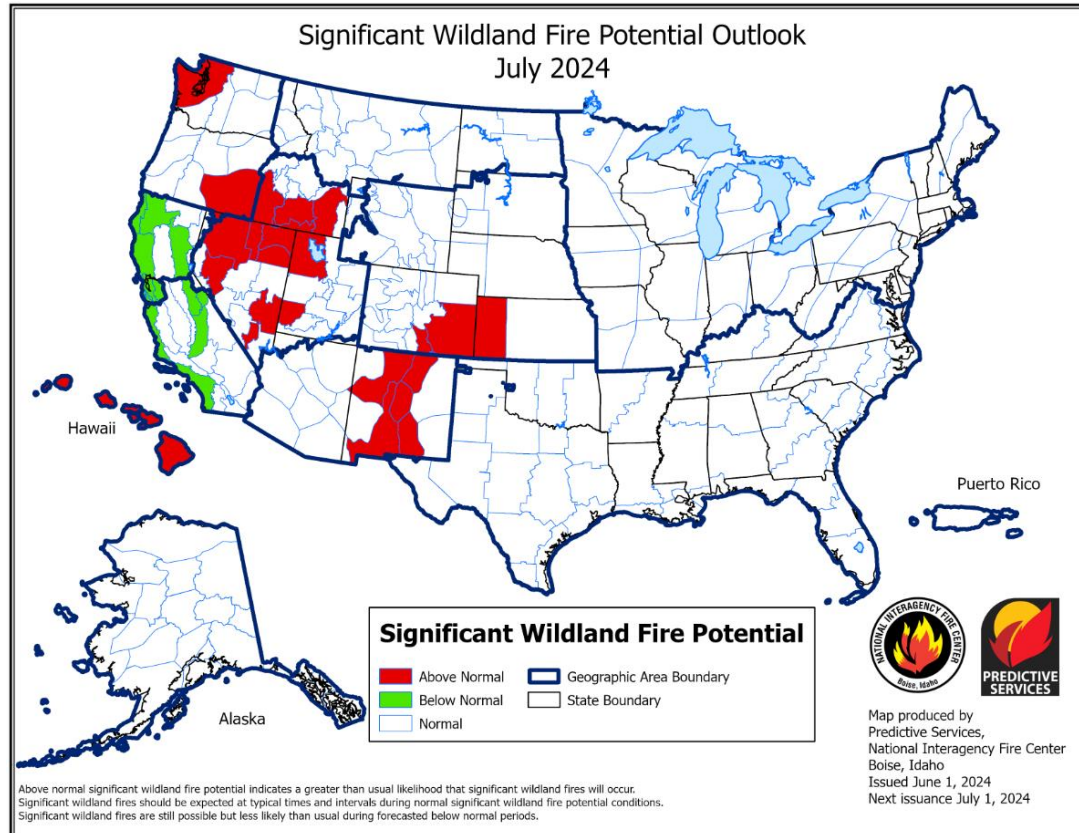 Significant Wildland Fire Potential Outlook
July 2024
Hawaii
Puerto Rico
Alaska
Significant Wildland Fire Potential
Above Normal
Below Normal
Normal
Geographic Area Boundary
State Boundary
NATIONAL INTERAGENCY FIRE CENTER
Boise, Idaho
PREDICTIVE
SERVICES
Map produced by
Predictive Services,
National Interagency Fire Center
Boise, Idaho
Issued June 1, 2024
Next issuance July 1, 2024
Above normal significant wildland fire potential indicates a greater than usual likelihood that significant wildland fires will occur.
Significant wildland fires should be expected at typical times and intervals during normal significant wildland fire potential conditions.
Significant wildland fires are still possible but less likely than usual during forecasted below normal periods.